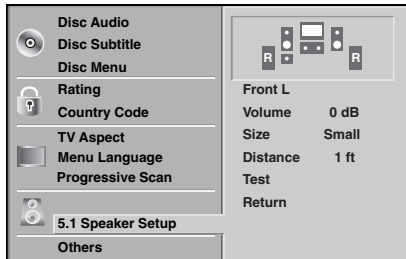 Disc Audio
Disc Subtitle
Disc Menu
Rating
Country Code
TV Aspect
Menu Language
Progressive Scan
5.1 Speaker Setup
Others
R R
Front L
Volume 0 dB
Size Small
Distance 1 ft
Test
Return